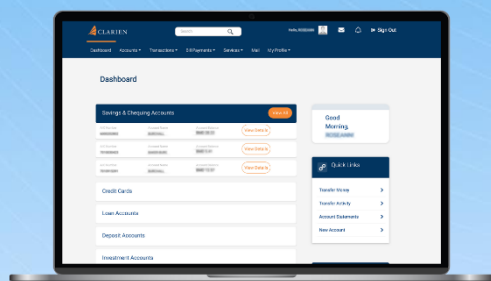 CLARIEN
Search
Sign Out
Dashboard Accounts Transactions Bill Payments Services Mail My Profile
Dashboard
Savings & Chequing Accounts
View All
View Details
View Details
View Details
Credit Cards
Loan Accounts
Deposit Accounts
Investment Accounts
Good
Morning,
Quick Links
Transfer Money
Transfer Activity
Account Statements
New Account